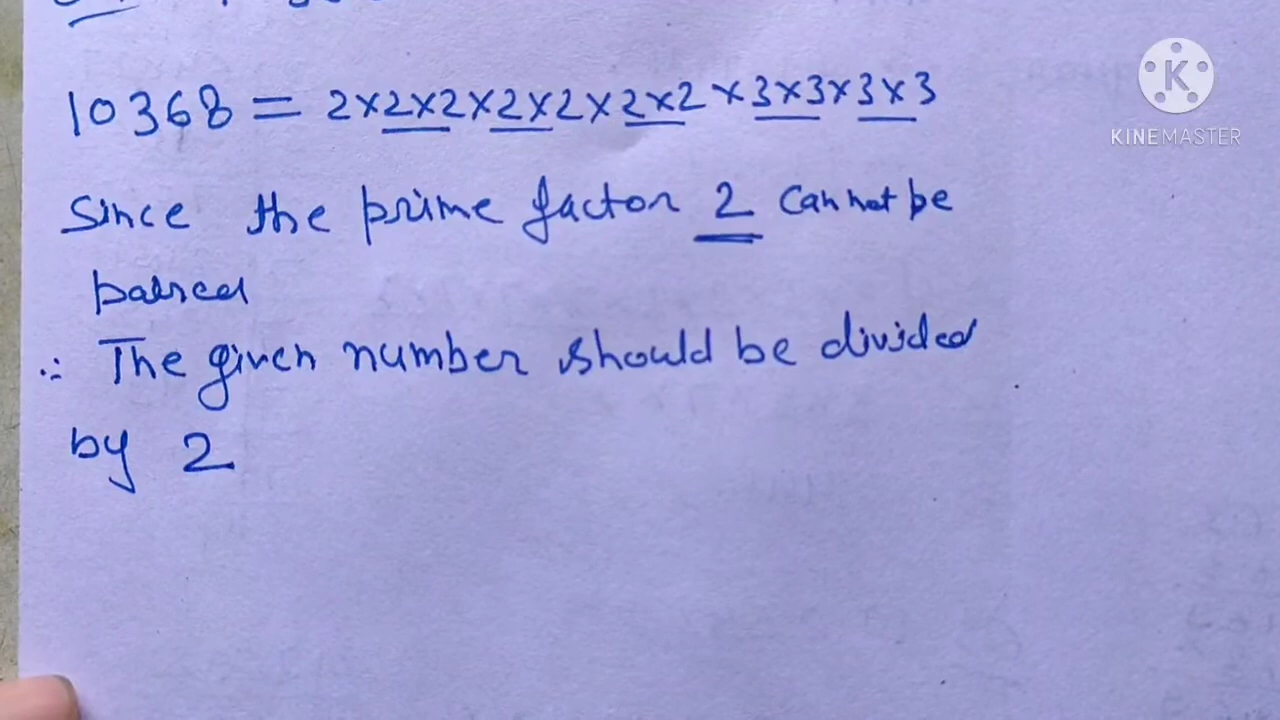 10368 = 2×2×2×2×2×2×2×3×3×3×3
KINEMASTER
Since the prime factor 2 cannot be
paired
∴ The given number should be divided
by 2